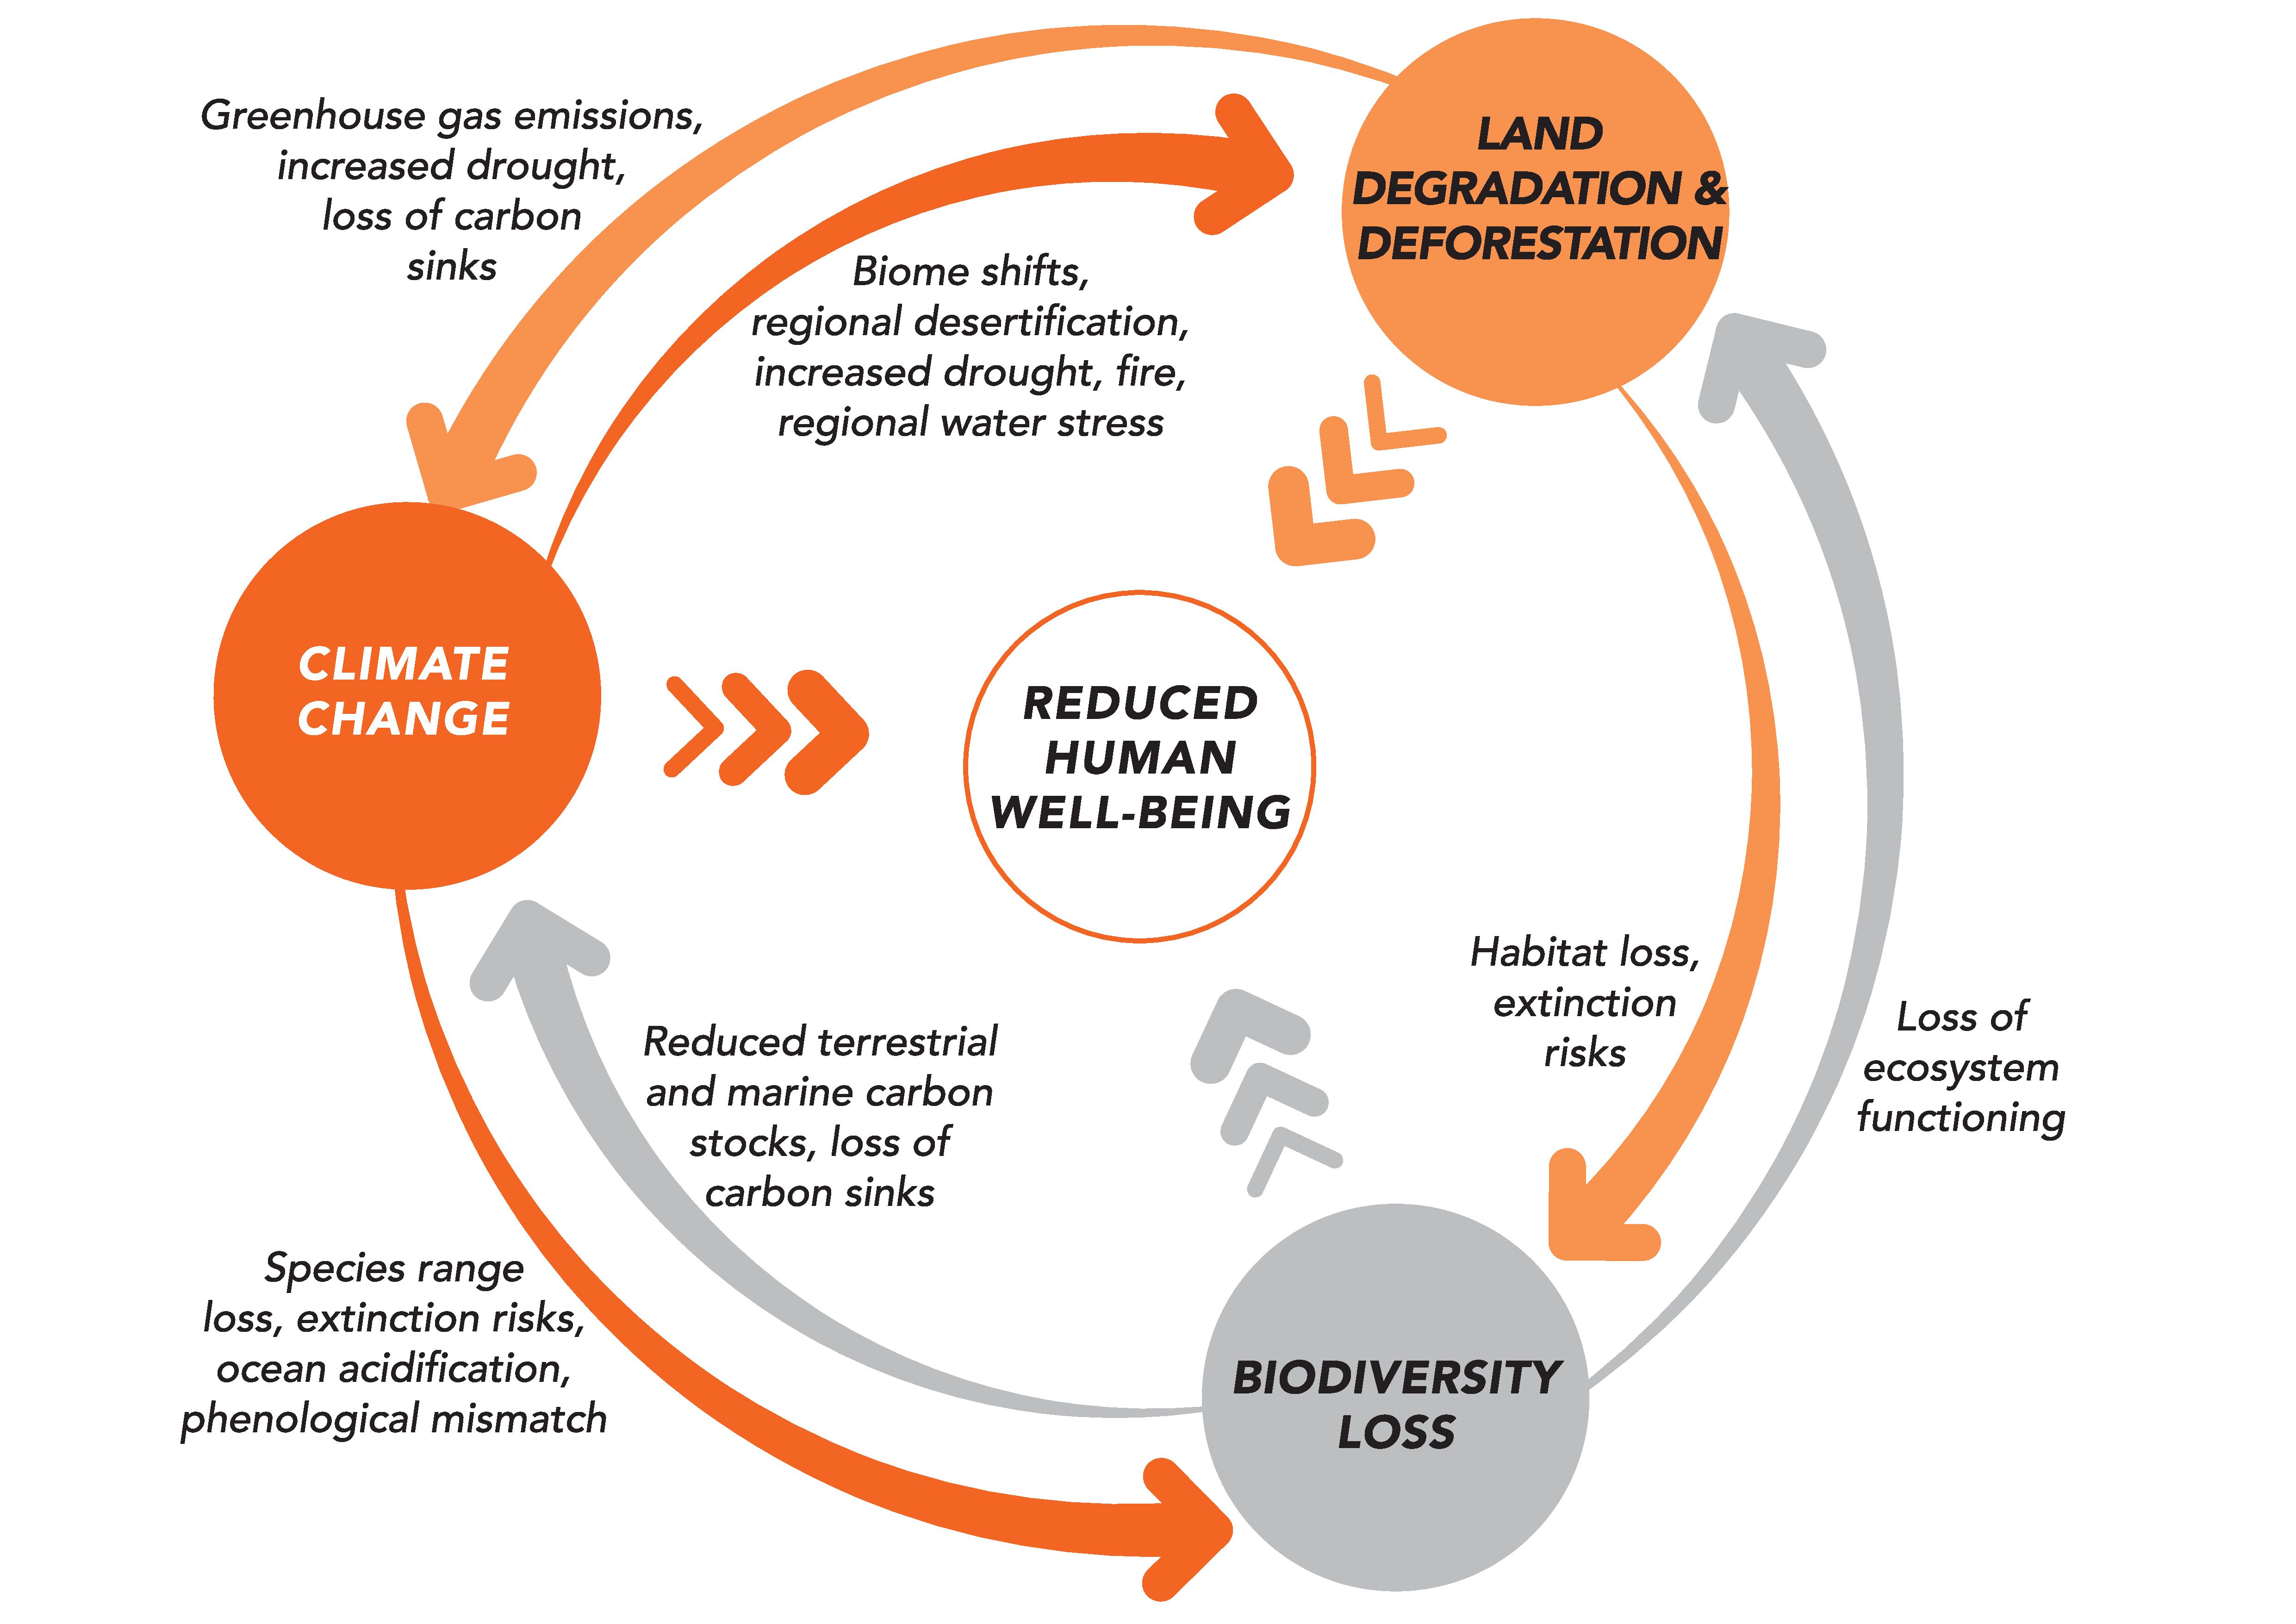 Greenhouse gas emissions,
increased drought,
loss of carbon
sinks
LAND
DEGRADATION &
DEFORESTATION
Biome shifts,
regional desertification,
increased drought, fire,
regional water stress
CLIMATE
CHANGE
REDUCED
HUMAN
WELL-BEING
Habitat loss,
extinction
risks
Loss of
ecosystem
functioning
Reduced terrestrial
and marine carbon
stocks, loss of
carbon sinks
Species range
loss, extinction risks,
ocean acidification,
phenological mismatch
BIODIVERSITY
LOSS